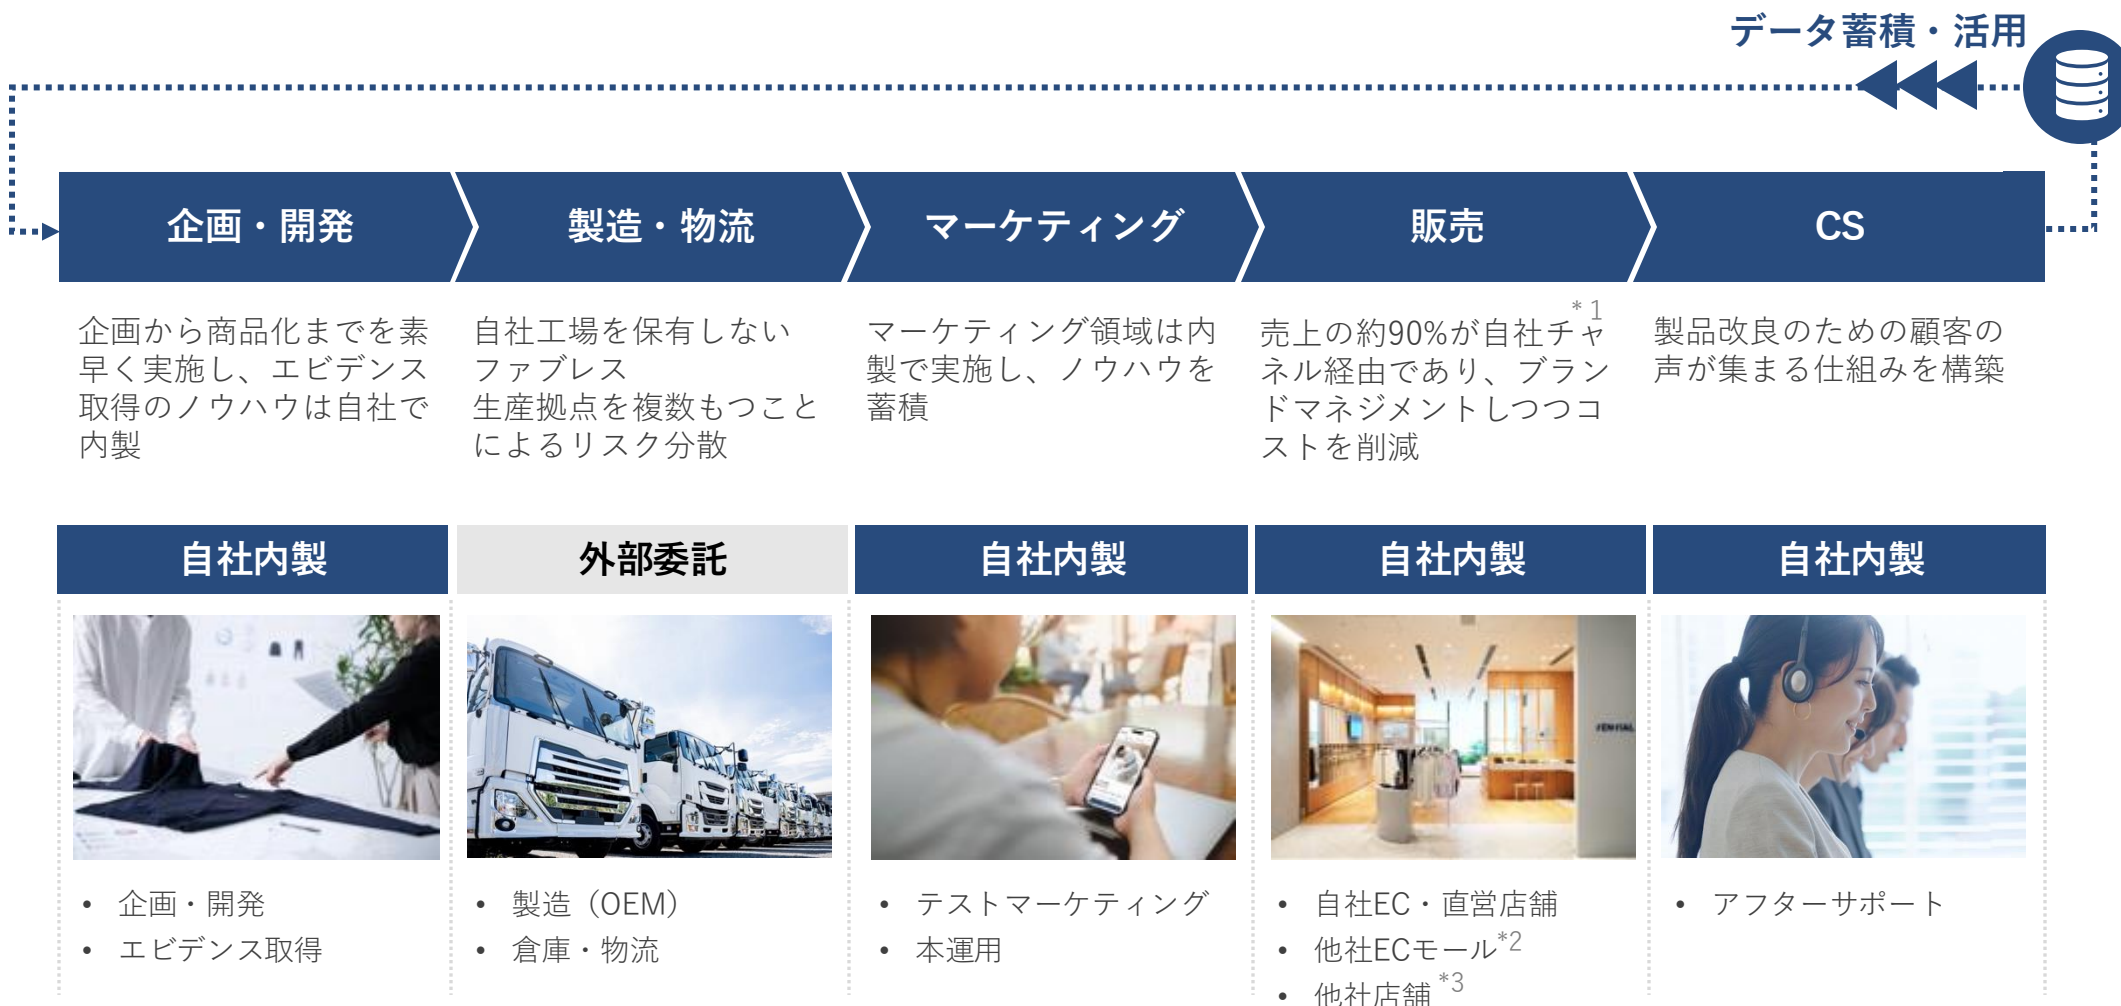 データ蓄積・活用
企画・開発
製造・物流
マーケティング
販売
CS
企画から商品化までを素
早く実施し、エビデンス
取得のノウハウは自社で
内製
自社工場を保有しない
ファブレス
生産拠点を複数もつこと
によるリスク分散
マーケティング領域は内
製で実施し、ノウハウを
蓄積
売上の約90%が自社チャ*1
ネル経由であり、ブラン
ドマネジメントしつつコ
ストを削減
製品改良のための顧客の
声が集まる仕組みを構築
自社内製
外部委託
自社内製
自社内製
自社内製
• 企画・開発
• エビデンス取得
• 製造（OEM）
• 倉庫・物流
• テストマーケティング
• 本運用
• 自社EC・直営店舗
• 他社ECモール*2
• 他社店舗*3
• アフターサポート